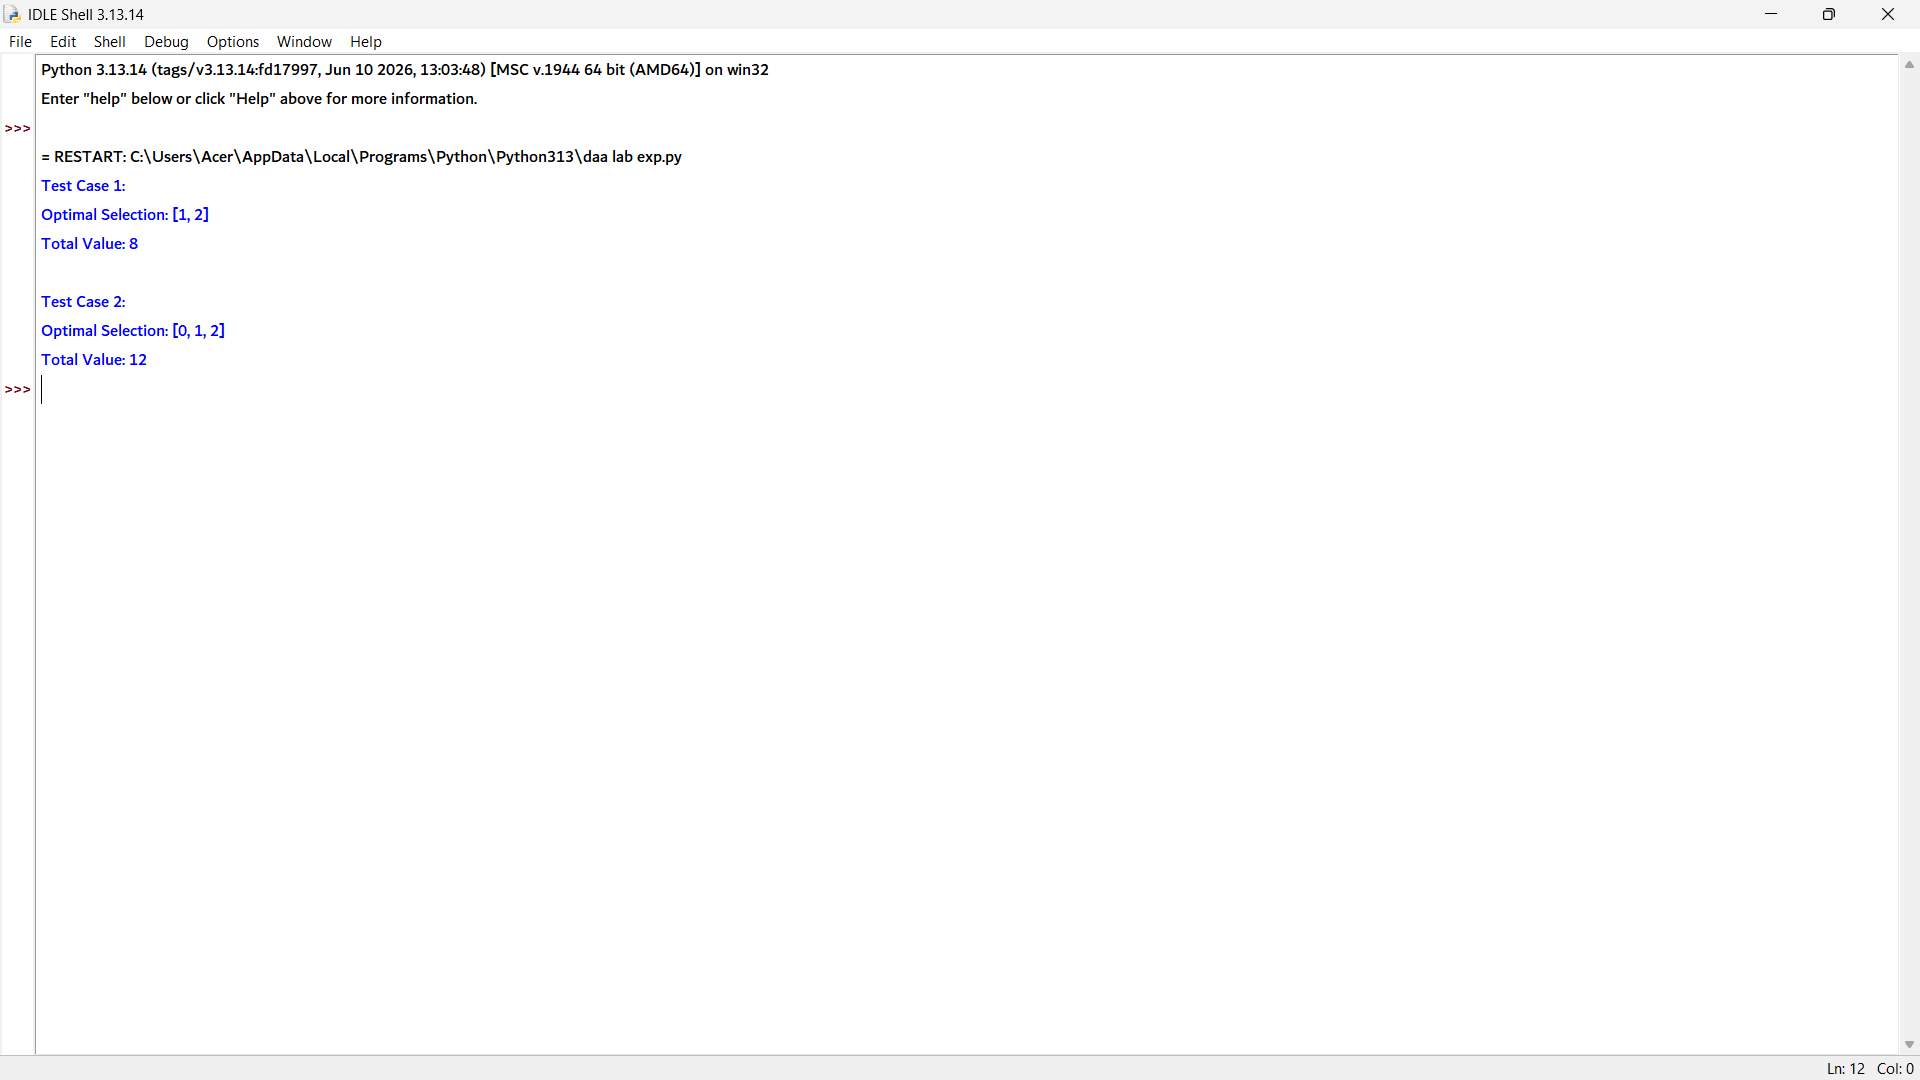 IDLE Shell 3.13.14
File Edit Shell Debug Options Window Help
Python 3.13.14 (tags/v3.13.14:fd17997, Jun 10 2026, 13:03:48) [MSC v.1944 64 bit (AMD64)] on win32
Enter "help" below or click "Help" above for more information.
>>>
= RESTART: C:\Users\Acer\AppData\Local\Programs\Python\Python313\daa lab exp.py
Test Case 1:
Optimal Selection: [1, 2]
Total Value: 8
Test Case 2:
Optimal Selection: [0, 1, 2]
Total Value: 12
>>>
Ln: 12 Col: 0